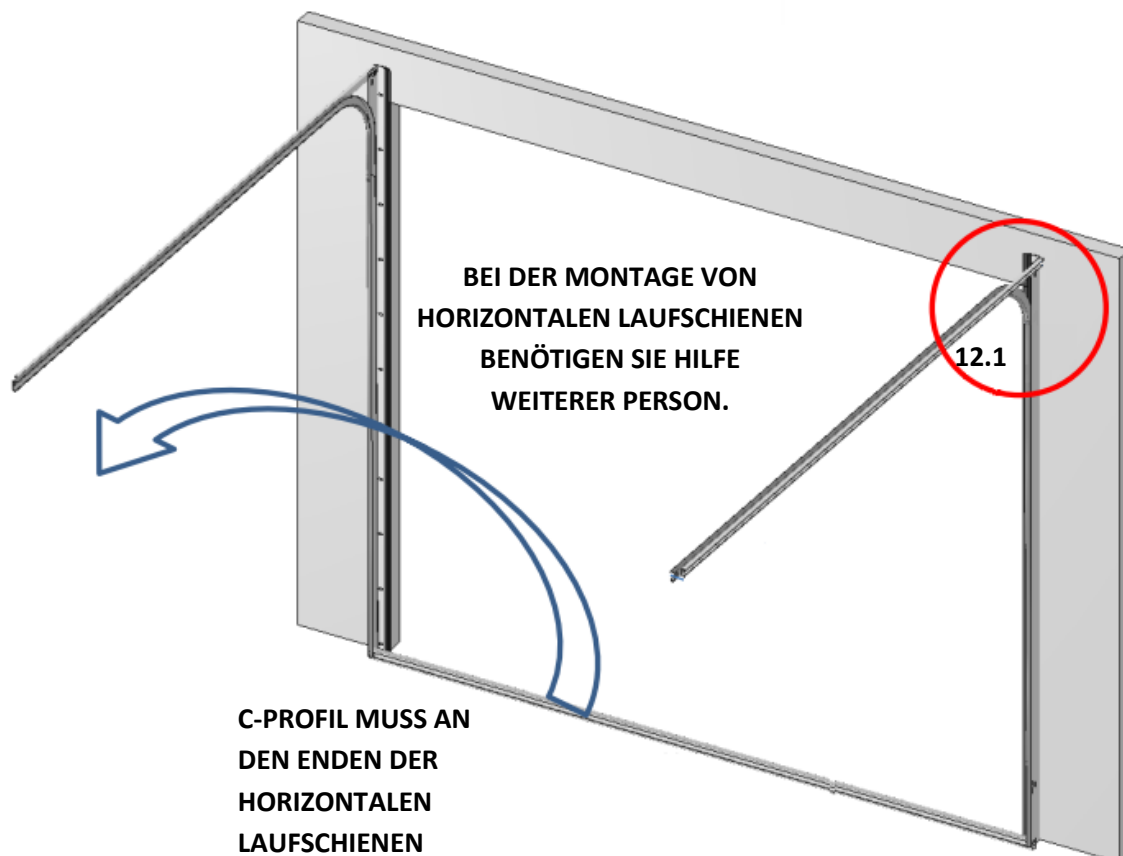 BEI DER MONTAGE VON
HORIZONTALEN LAUFSCHIENEN
BENÖTIGEN SIE HILFE
WEITERER PERSON.
12.1
C-PROFIL MUSS AN
DEN ENDEN DER
HORIZONTALEN
LAUFSCHIENEN